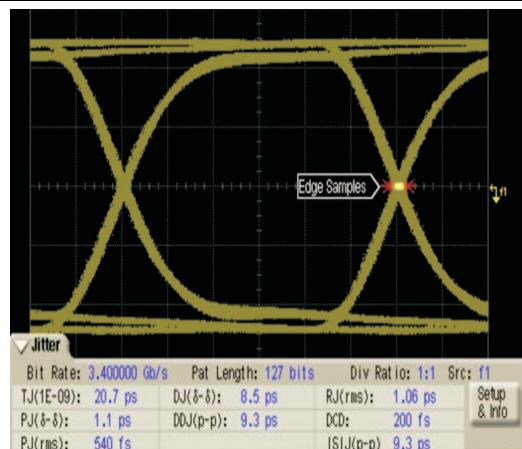 Edge Samples
f1
Jitter
Bit Rate: 3.400000 Gb/s Pat Length: 127 bits Div Ratio: 1:1 Src: f1
TJ(1E-09): 20.7 ps DJ(δ-δ): 8.5 ps RJ(rms): 1.06 ps
Setup & Info
PJ(δ-δ): 1.1 ps DDJ(p-p): 9.3 ps DCD: 200 fs
PJ(rms): 540 fs ISIJ(p-p) 9.3 ps